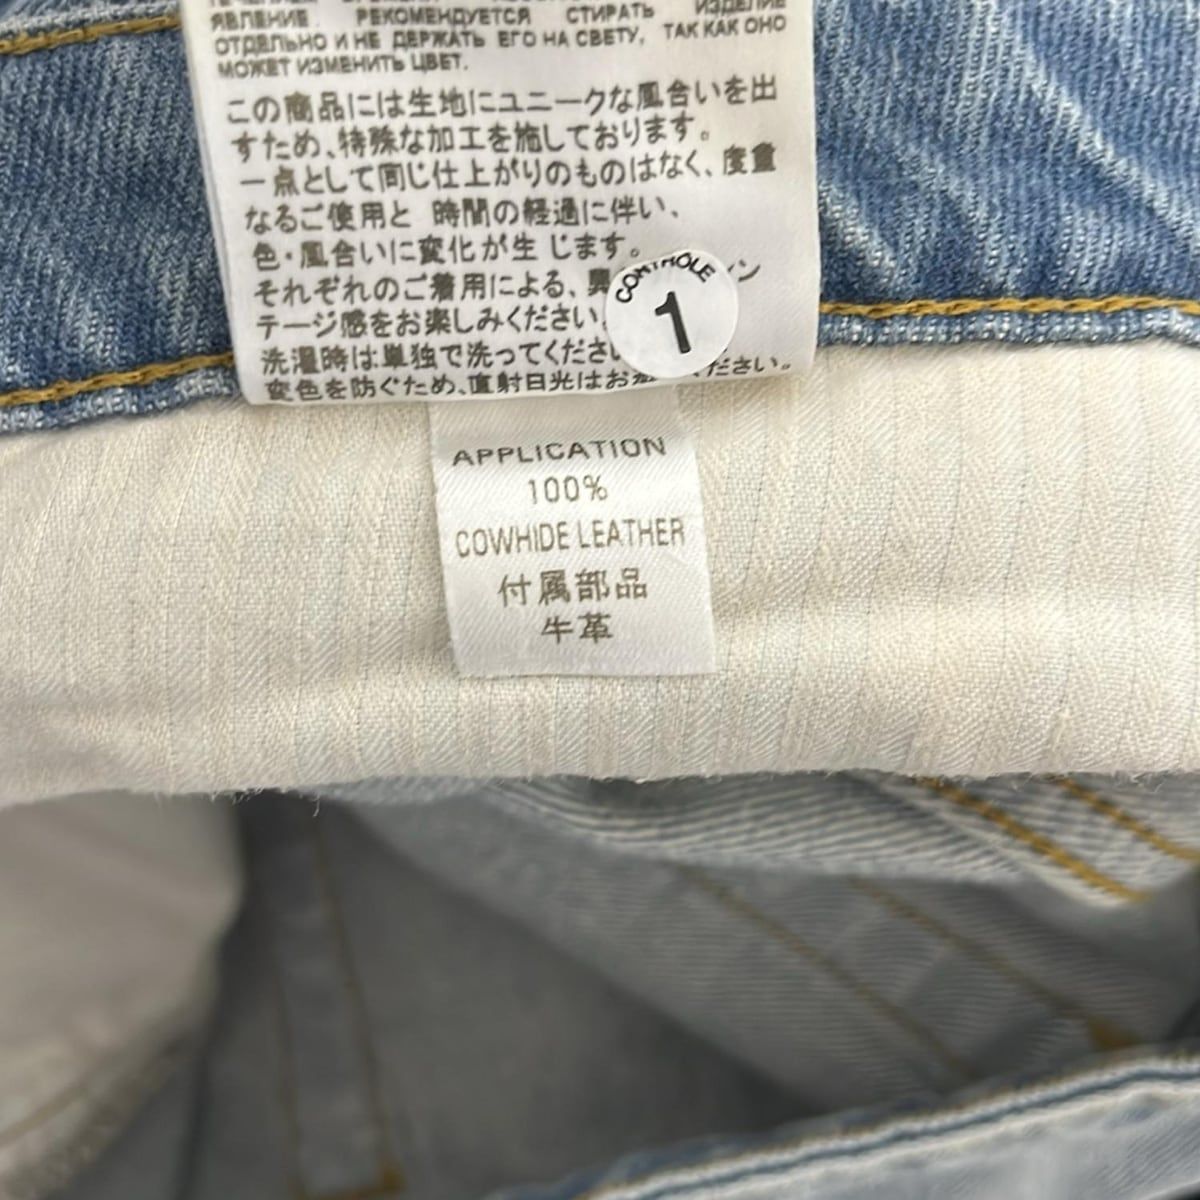 ЯВЛЕНИЕ. РЕКОМЕНДУЕТСЯ СТИРАТЬ ИЗДЕЛИЕ
ОТДЕЛЬНО И НЕ ДЕРЖАТЬ ЕГО НА СВЕТУ, ТАК КАК ОНО
МОЖЕТ ИЗМЕНИТЬ ЦВЕТ.
この商品には生地にユニークな風合いを出
すため、特殊な加工を施しております。
一点として同じ仕上がりのものはなく、度重
なるご使用と 時間の経過に伴い、
色・風合いに変化が生 じます。
それぞれのご着用による、異 ン
テージ感をお楽しみください。
洗濯時は単独で洗ってくださ
変色を防ぐため、直射日光はお ください。
CONTROLE
1
APPLICATION
100%
COWHIDE LEATHER
付属部品
牛革